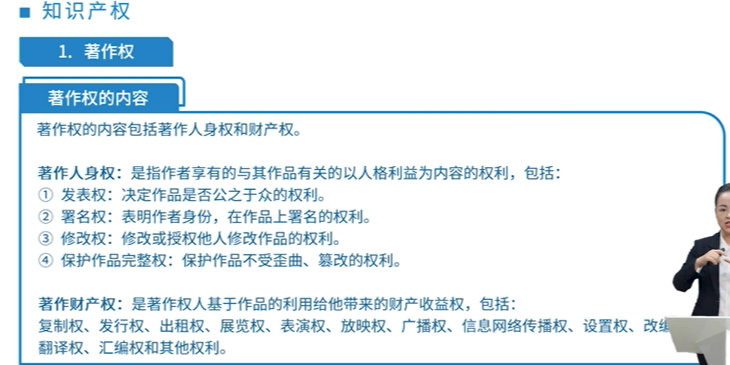 ■ 知识产权
1. 著作权
著作权的内容
著作权的内容包括著作人身权和财产权。
著作人身权：是指作者享有的与其作品有关的以人格利益为内容的权利，包括：
① 发表权：决定作品是否公之于众的权利。
② 署名权：表明作者身份，在作品上署名的权利。
③ 修改权：修改或授权他人修改作品的权利。
④ 保护作品完整权：保护作品不受歪曲、篡改的权利。
著作财产权：是著作权人基于作品的利用给他带来的财产收益权，包括：
复制权、发行权、出租权、展览权、表演权、放映权、广播权、信息网络传播权、设置权、改
翻译权、汇编权和其他权利。